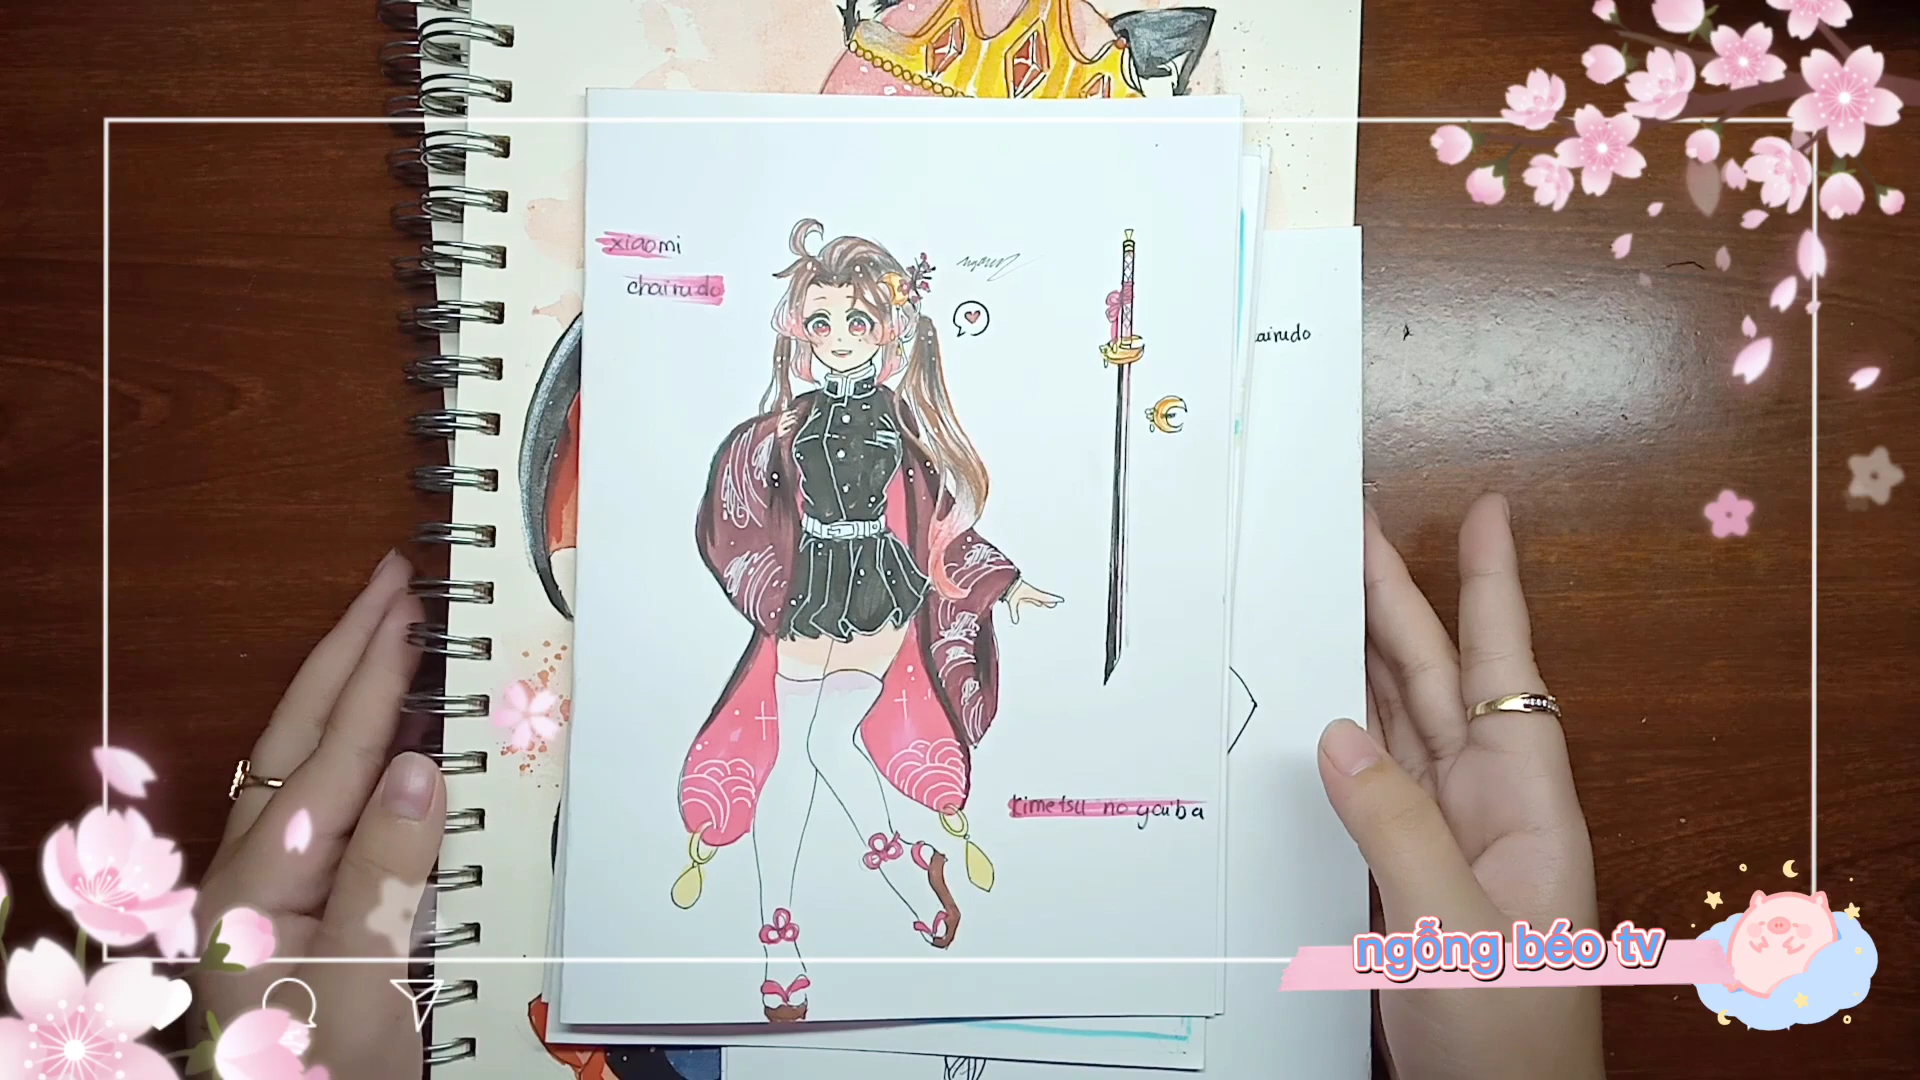 xiaomi
chairudo
airudo
kimetsu no yaiba
ngỗng béo tv